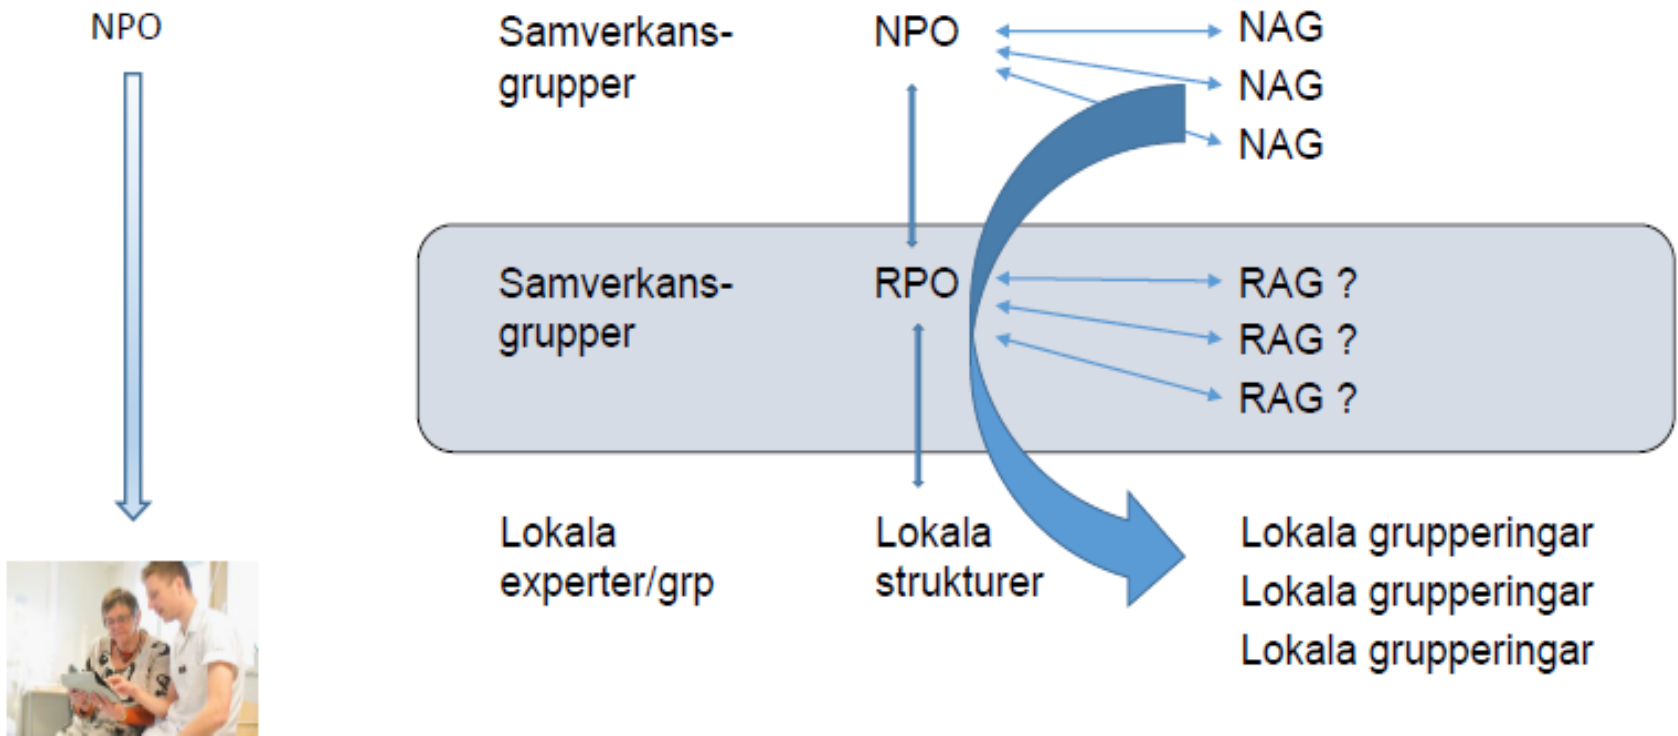 NPO
Samverkans-
grupper
NPO
NAG
NAG
NAG
Samverkans-
grupper
RPO
RAG ?
RAG ?
RAG ?
Lokala
experter/grp
Lokala
strukturer
Lokala grupperingar
Lokala grupperingar
Lokala grupperingar